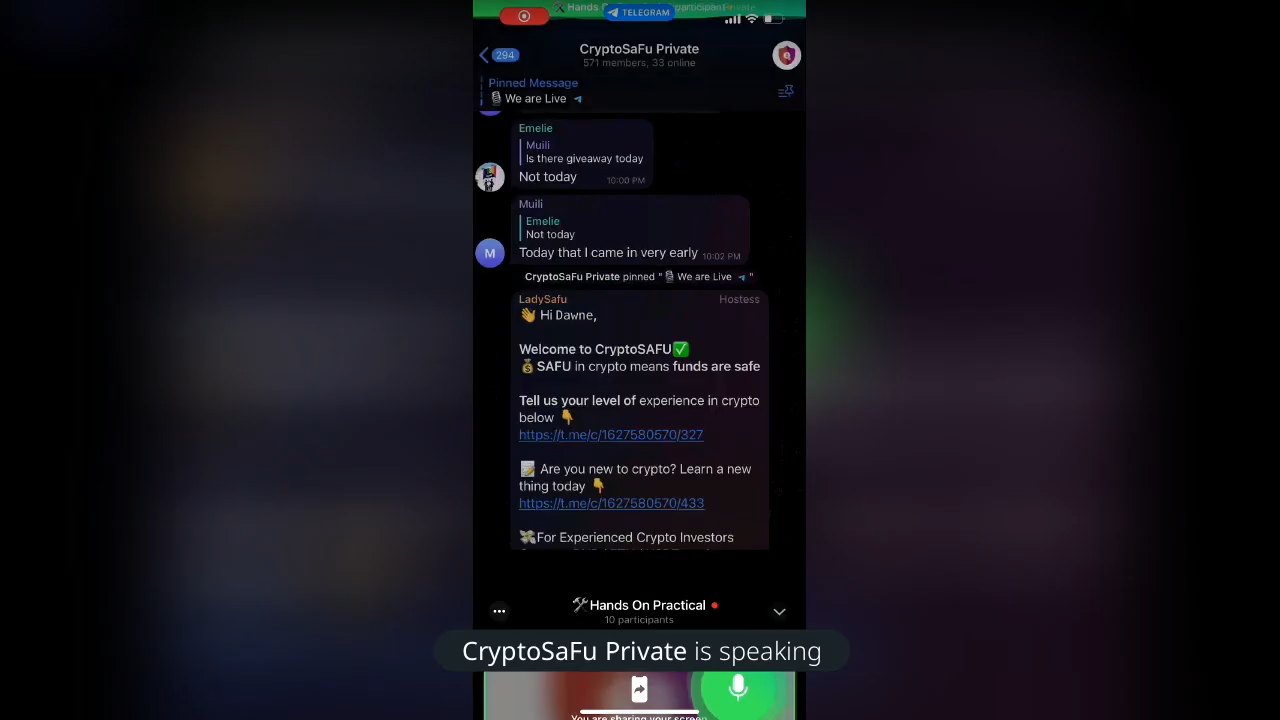 🛠 Hands On
TELEGRAM
294
CryptoSaFu Private
571 members, 33 online
Pinned Message
🎙 We are Live
Emelie
Muili
Is there giveaway today
Not today 10:00 PM
Muili
Emelie
Not today
M
Today that I came in very early 10:02 PM
CryptoSaFu Private pinned "🎙 We are Live"
LadySafu Hostess
👋 Hi Dawne,
Welcome to CryptoSAFU✅
💰 SAFU in crypto means funds are safe
Tell us your level of experience in crypto
below 👇
https://t.me/c/1627580570/327
📝 Are you new to crypto? Learn a new
thing today 👇
https://t.me/c/1627580570/433
💸For Experienced Crypto Investors
🛠Hands On Practical
10 participants
CryptoSaFu Private is speaking
You are sharing your screen